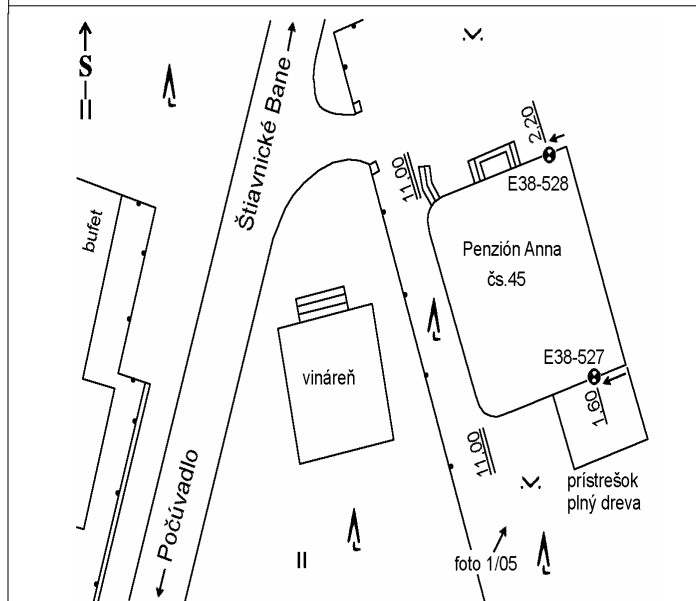 S
Štiavnické Bane
2.20
11.00
E38-528
bufet
Penzión Anna
čs.45
E38-527
vináreň
1.60
11.00
Počúvadlo
prístrešok
plný dreva
foto 1/05